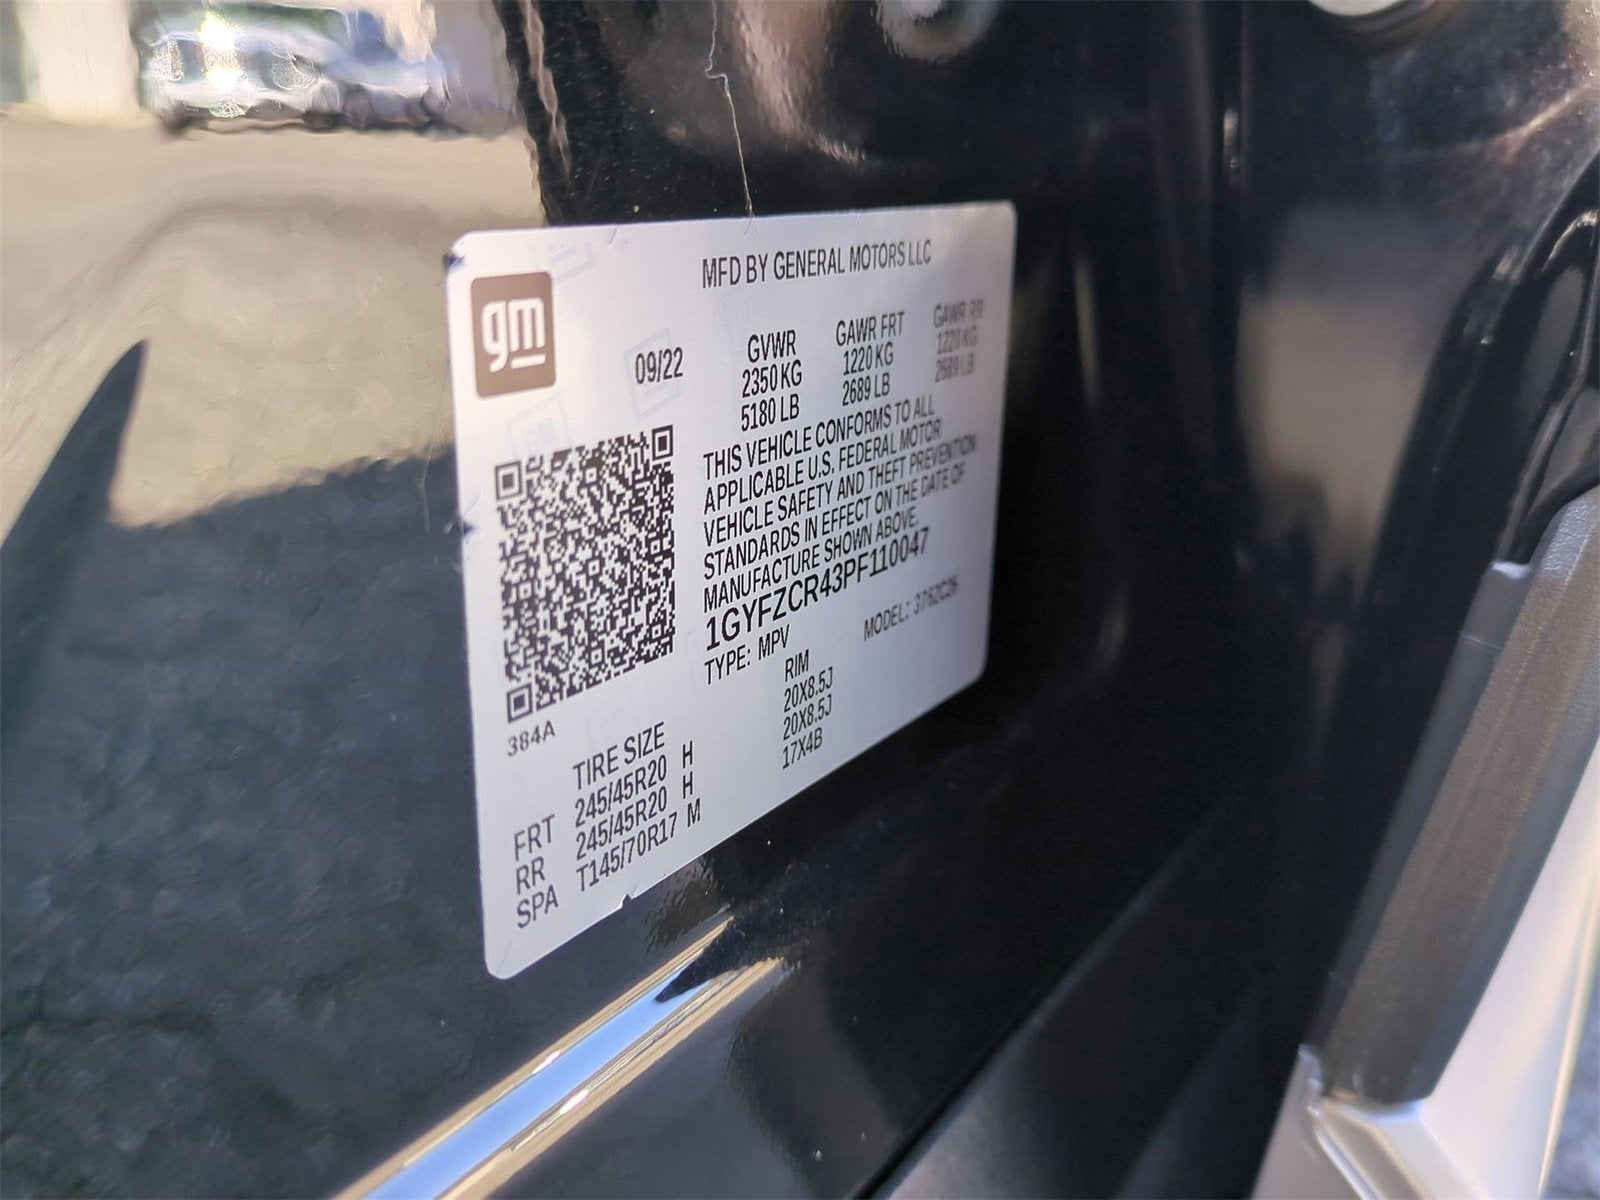 MFD BY GENERAL MOTORS LLC
gm
09/22
GVWR GAWR FRT GAWR RR
2350 KG 1220 KG 1220 KG
5180 LB 2689 LB 2689 LB
THIS VEHICLE CONFORMS TO ALL
APPLICABLE U.S. FEDERAL MOTOR
VEHICLE SAFETY AND THEFT PREVENTION
STANDARDS IN EFFECT ON THE DATE OF
MANUFACTURE SHOWN ABOVE.
1GYFZCR43PF110047
TYPE: MPV MODEL: 3762C26
384A
TIRE SIZE RIM
FRT 245/45R20 H 20X8.5J
RR 245/45R20 H 20X8.5J
SPA T145/70R17 M 17X4B